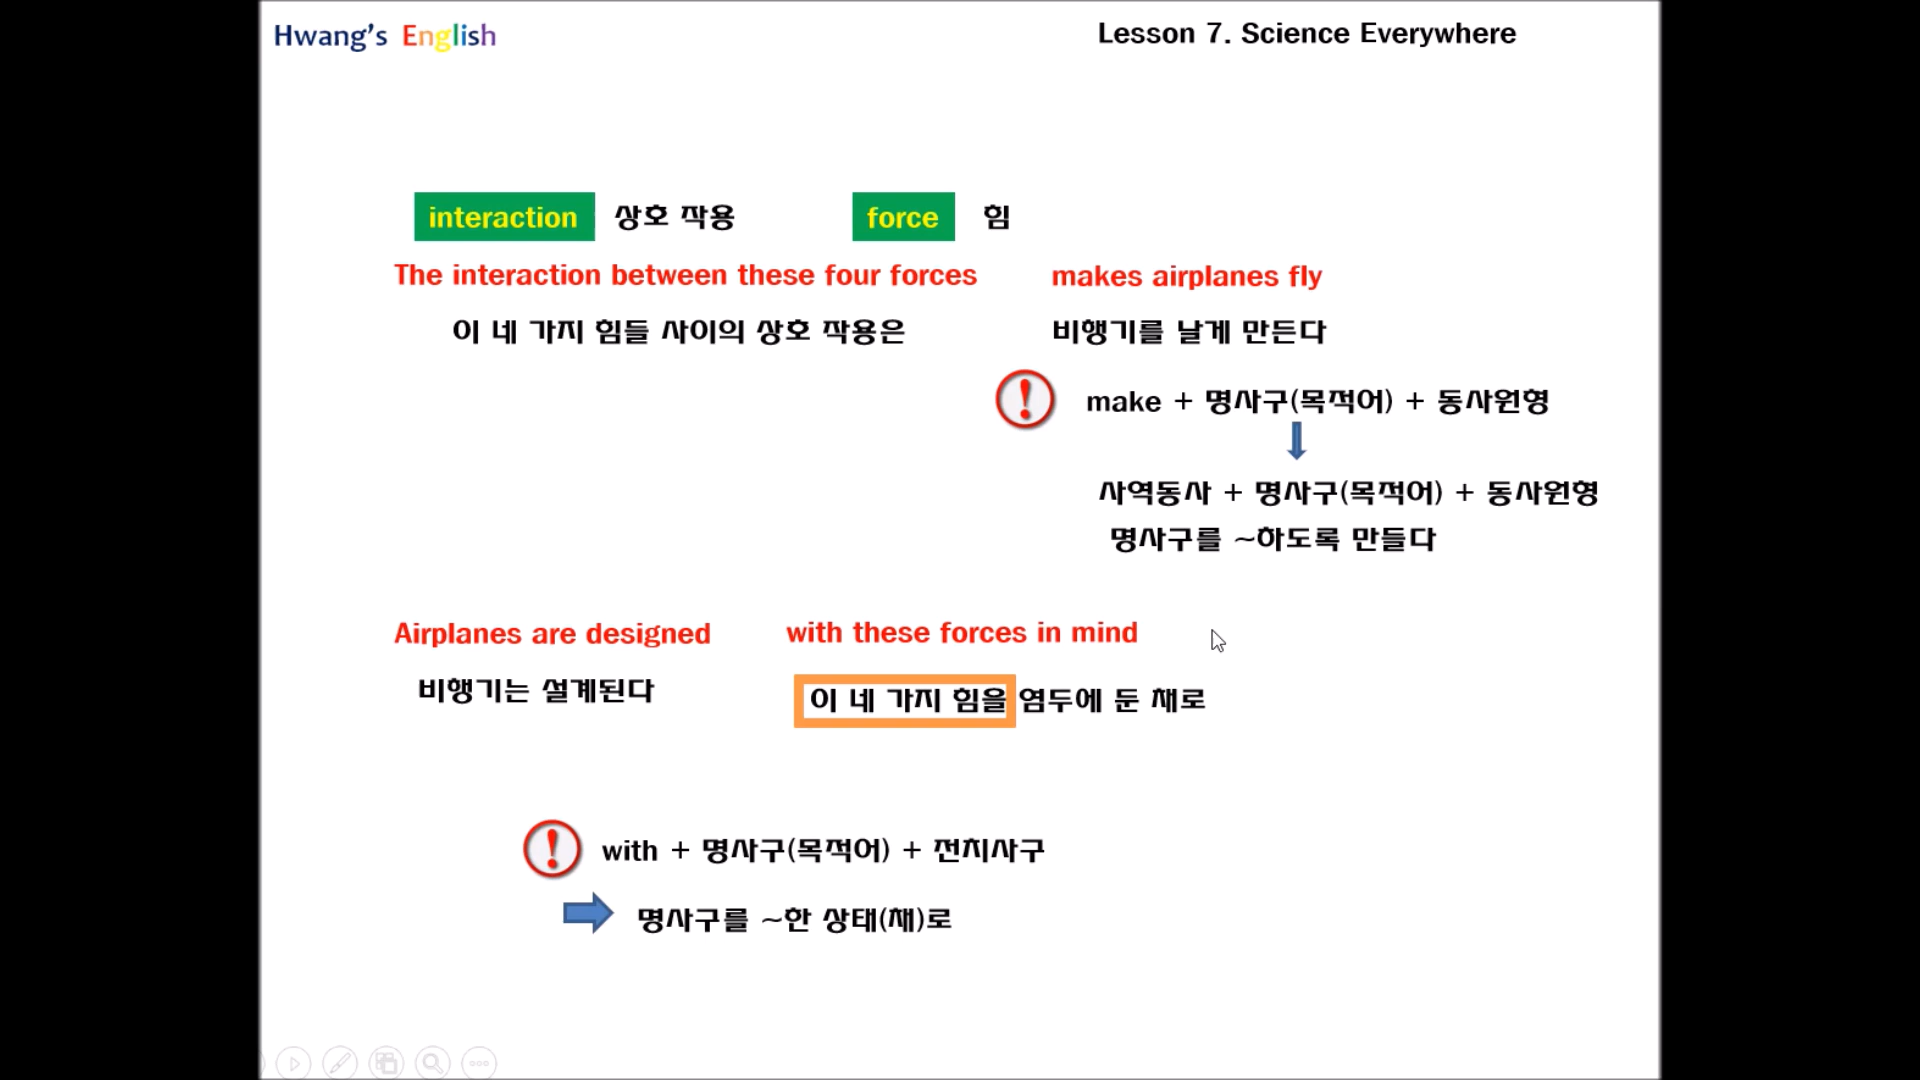 Hwang's English
Lesson 7. Science Everywhere
interaction 상호 작용 force 힘
The interaction between these four forces makes airplanes fly
이 네 가지 힘들 사이의 상호 작용은 비행기를 날게 만든다
! make + 명사구(목적어) + 동사원형
사역동사 + 명사구(목적어) + 동사원형
명사구를 ~하도록 만들다
Airplanes are designed with these forces in mind
비행기는 설계된다 이 네 가지 힘을 염두에 둔 채로
! with + 명사구(목적어) + 전치사구
명사구를 ~한 상태(채)로